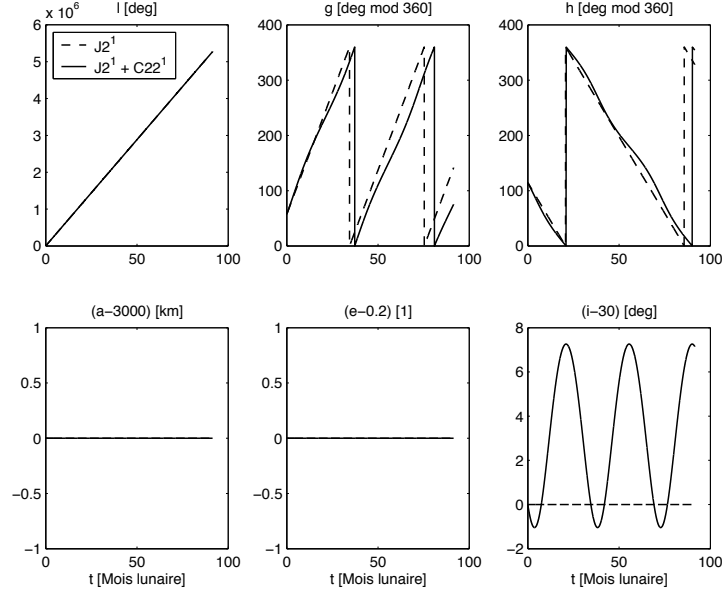 x 10^6
l [deg]
g [deg mod 360]
h [deg mod 360]
6
5
4
3
2
1
0
J2^1
J2^1 + C22^1
0 50 100
400
300
200
100
0
0 50 100
400
300
200
100
0
0 50 100
(a−3000) [km]
(e−0.2) [1]
(i−30) [deg]
1
0.5
0
−0.5
−1
0 50 100
t [Mois lunaire]
1
0.5
0
−0.5
−1
0 50 100
t [Mois lunaire]
8
6
4
2
0
−2
0 50 100
t [Mois lunaire]